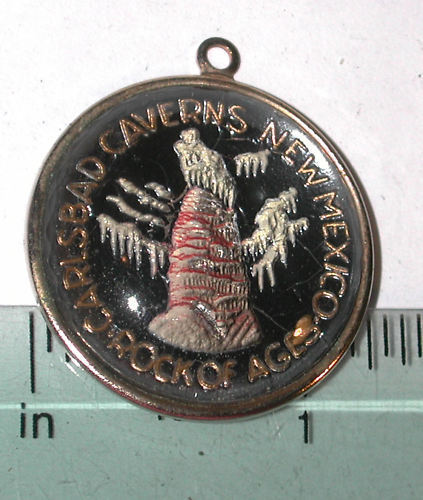 CARLSBAD CAVERNS NEW MEXICO
ROCK OF AGES
in 1